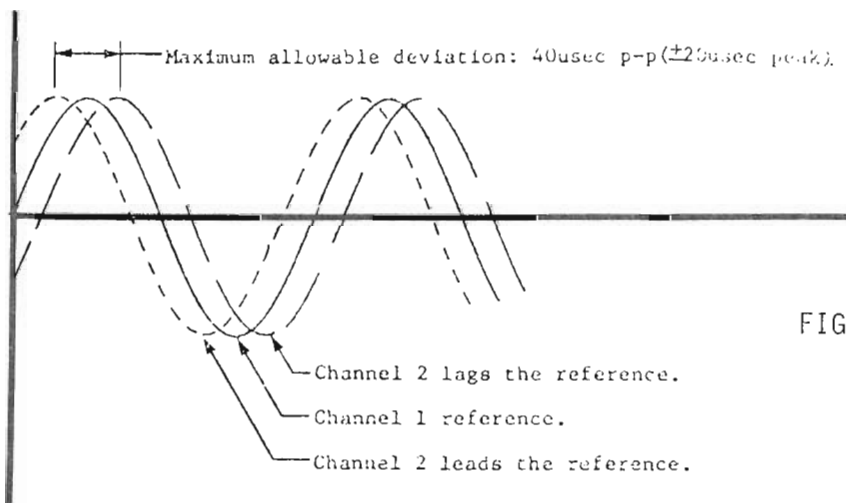 Maximum allowable deviation: 40usec p-p(±20usec peak).
FIG
Channel 2 lags the reference.
Channel 1 reference.
Channel 2 leads the reference.